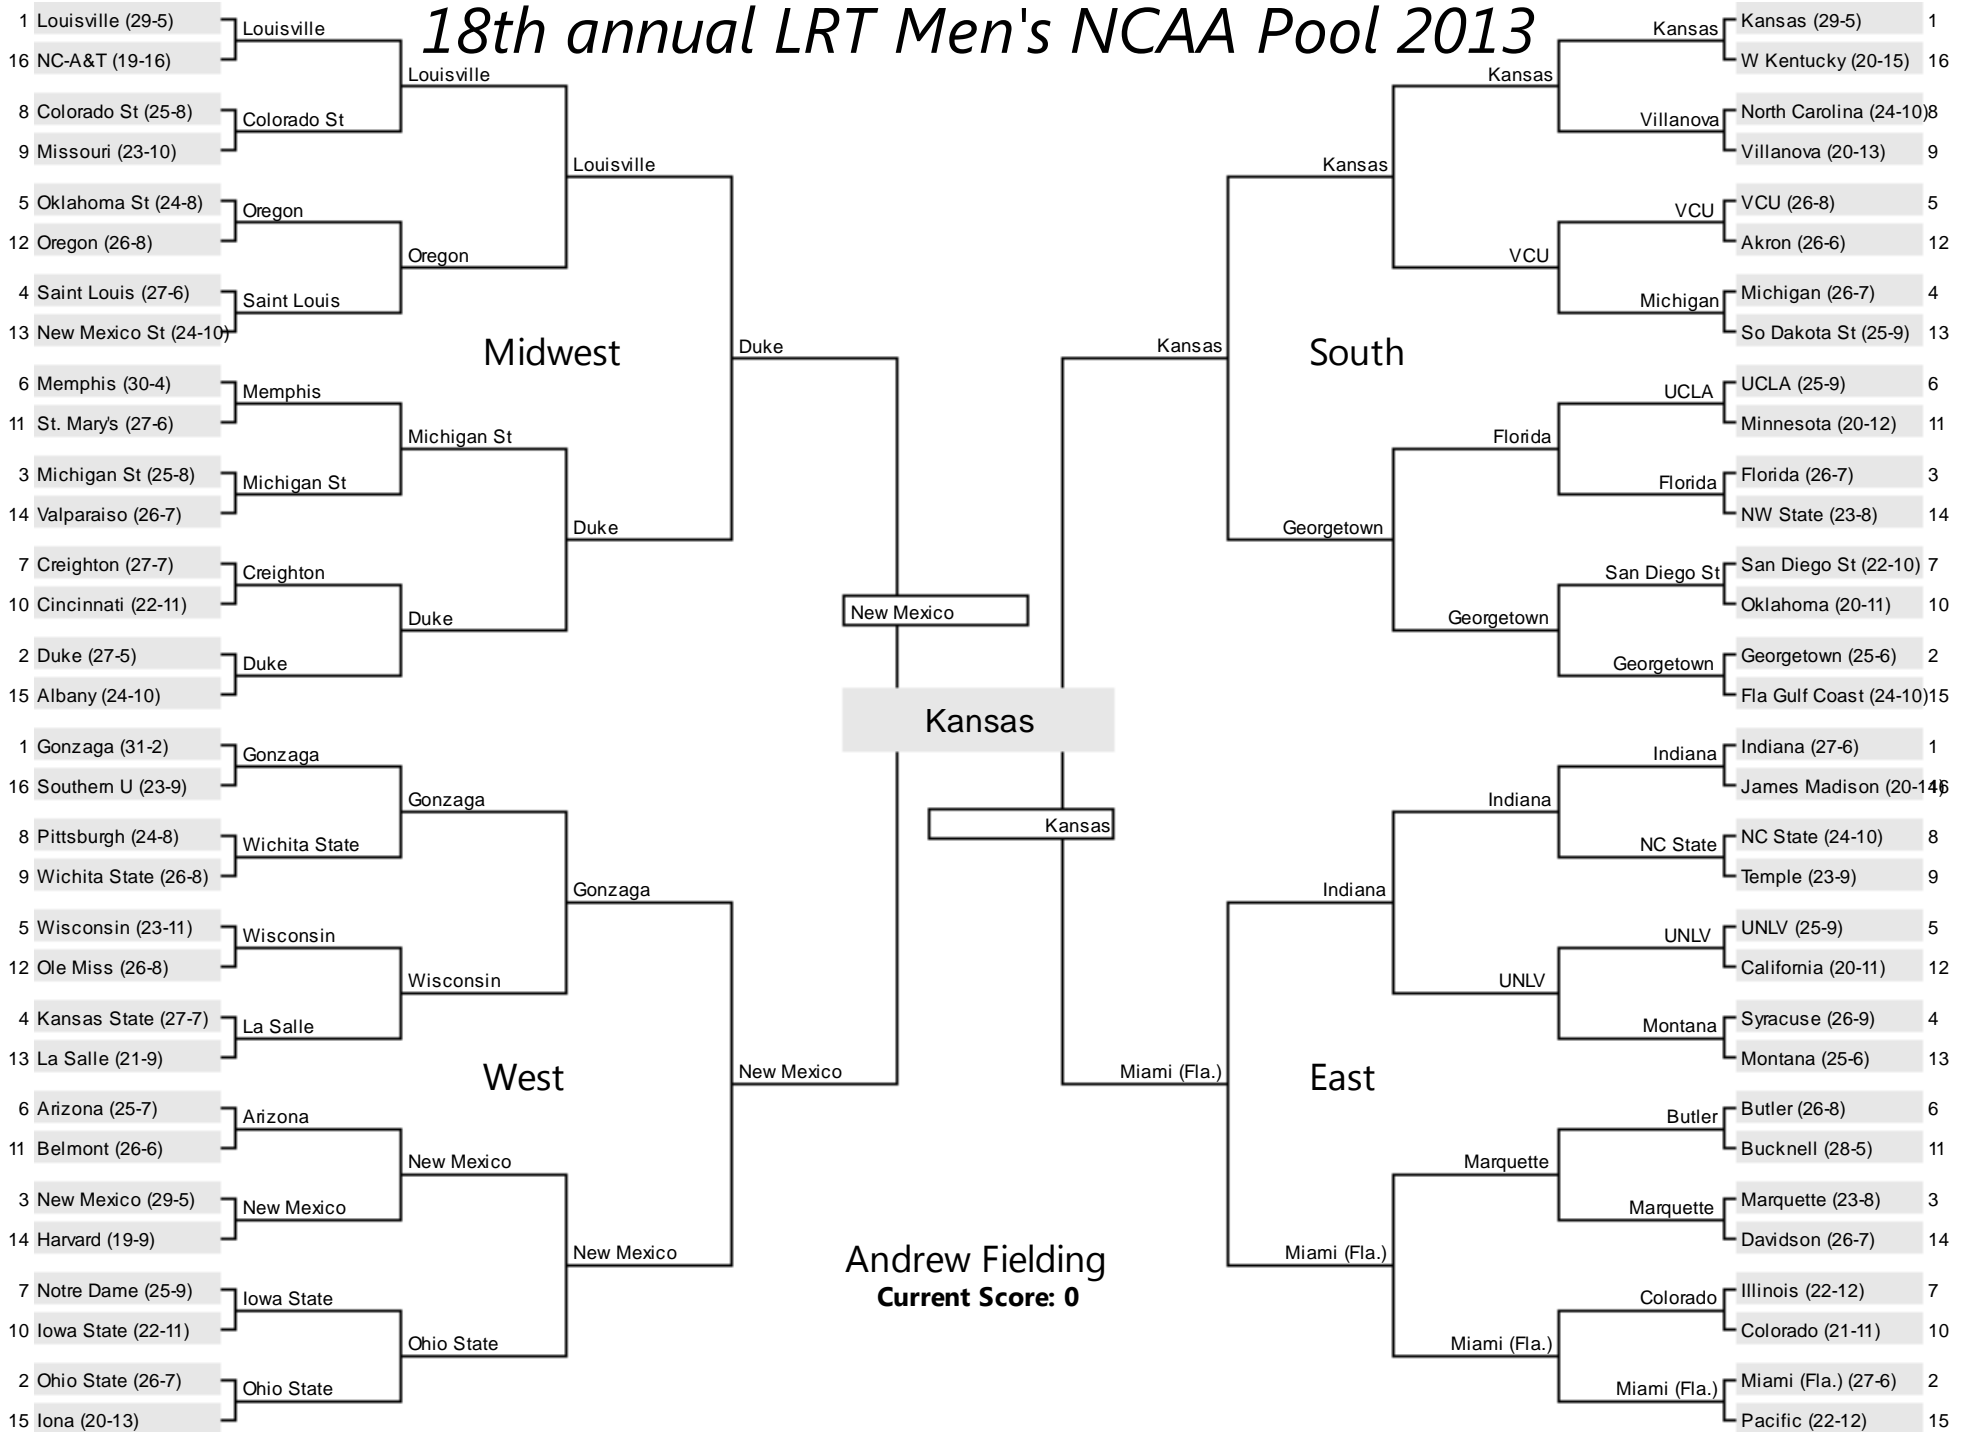 18th annual LRT Men's NCAA Pool 2013
1 Louisville (29-5)
Louisville
16 NC-A&T (19-16)
Louisville
8 Colorado St (25-8)
Colorado St
9 Missouri (23-10)
Louisville
5 Oklahoma St (24-8)
Oregon
12 Oregon (26-8)
Oregon
4 Saint Louis (27-6)
Saint Louis
13 New Mexico St (24-10)
Midwest
Duke
6 Memphis (30-4)
Memphis
11 St. Mary's (27-6)
Michigan St
3 Michigan St (25-8)
Michigan St
14 Valparaiso (26-7)
Duke
7 Creighton (27-7)
Creighton
10 Cincinnati (22-11)
Duke
2 Duke (27-5)
Duke
15 Albany (24-10)
New Mexico
1 Gonzaga (31-2)
Gonzaga
16 Southern U (23-9)
Gonzaga
8 Pittsburgh (24-8)
Wichita State
9 Wichita State (26-8)
Gonzaga
5 Wisconsin (23-11)
Wisconsin
12 Ole Miss (26-8)
Wisconsin
4 Kansas State (27-7)
La Salle
13 La Salle (21-9)
West
New Mexico
6 Arizona (25-7)
Arizona
11 Belmont (26-6)
New Mexico
3 New Mexico (29-5)
New Mexico
14 Harvard (19-9)
New Mexico
7 Notre Dame (25-9)
Iowa State
10 Iowa State (22-11)
Ohio State
2 Ohio State (26-7)
Ohio State
15 Iona (20-13)
Kansas
Kansas
Kansas (29-5) 1
Kansas
W Kentucky (20-15) 16
Kansas
North Carolina (24-10) 8
Villanova
Villanova (20-13) 9
Kansas
VCU (26-8) 5
VCU
Akron (26-6) 12
VCU
Michigan (26-7) 4
Michigan
So Dakota St (25-9) 13
South
Kansas
UCLA (25-9) 6
UCLA
Minnesota (20-12) 11
Florida
Florida (26-7) 3
Florida
NW State (23-8) 14
Georgetown
San Diego St (22-10) 7
San Diego St
Oklahoma (20-11) 10
Georgetown
Georgetown (25-6) 2
Georgetown
Fla Gulf Coast (24-10) 15
Indiana (27-6) 1
Indiana
James Madison (20-14) 16
Indiana
NC State (24-10) 8
NC State
Temple (23-9) 9
Indiana
UNLV (25-9) 5
UNLV
California (20-11) 12
UNLV
Syracuse (26-9) 4
Montana
Montana (25-6) 13
East
Miami (Fla.)
Butler (26-8) 6
Butler
Bucknell (28-5) 11
Marquette
Marquette (23-8) 3
Marquette
Davidson (26-7) 14
Miami (Fla.)
Illinois (22-12) 7
Colorado
Colorado (21-11) 10
Miami (Fla.)
Miami (Fla.) (27-6) 2
Miami (Fla.)
Pacific (22-12) 15
Andrew Fielding
Current Score: 0